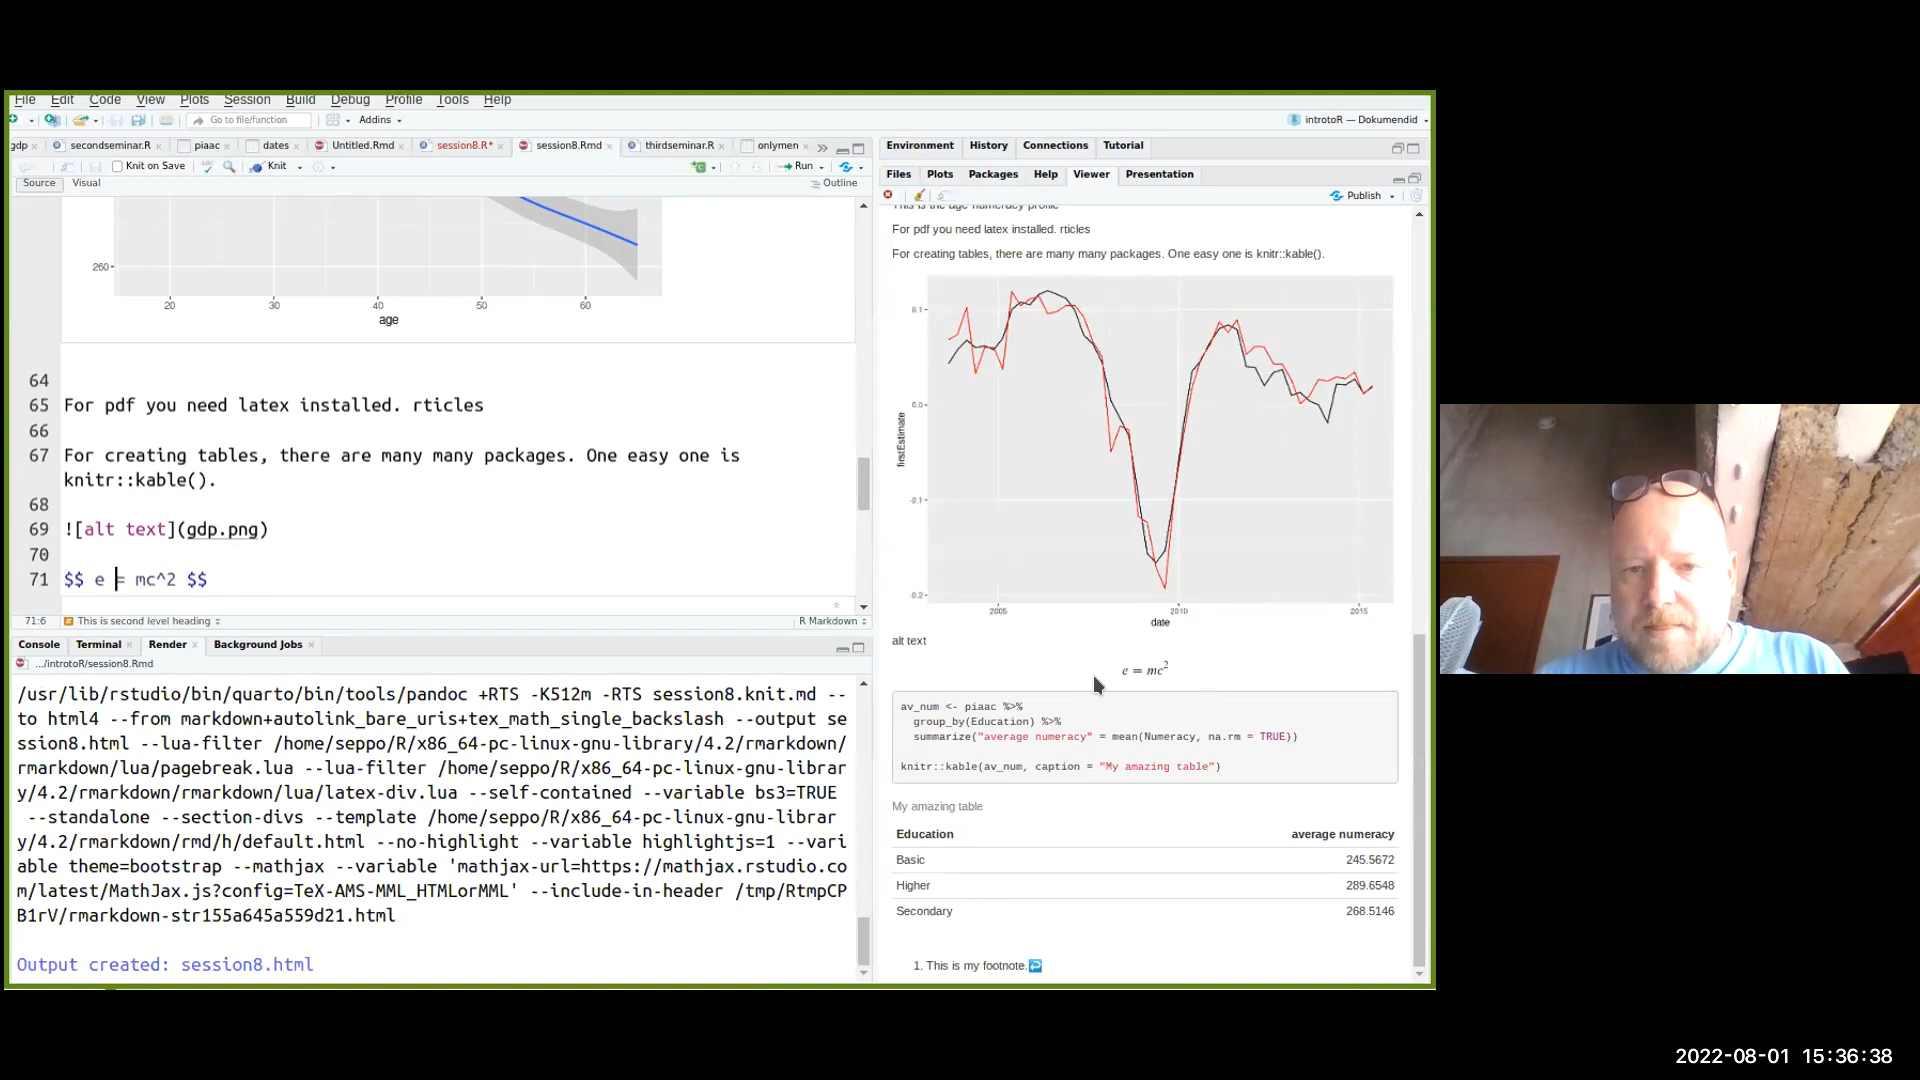 File Edit Code View Plots Session Build Debug Profile Tools Help
Go to file/function Addins introtoR — Dokumendid
gdp secondseminar.R piaac dates Untitled.Rmd session8.R* session8.Rmd thirdseminar.R onlymen
Knit on Save Knit Run
Source Visual Outline
260
20 30 40 50 60
age
64
65 For pdf you need latex installed. rticles
66
67 For creating tables, there are many many packages. One easy one is
knitr::kable().
68
69 ![alt text](gdp.png)
70
71 $$ e = mc^2 $$
71:6 This is second level heading R Markdown
Console Terminal Render Background Jobs
.../introtoR/session8.Rmd
/usr/lib/rstudio/bin/quarto/bin/tools/pandoc +RTS -K512m -RTS session8.knit.md --
to html4 --from markdown+autolink_bare_uris+tex_math_single_backslash --output se
ssion8.html --lua-filter /home/seppo/R/x86_64-pc-linux-gnu-library/4.2/rmarkdown/
rmarkdown/lua/pagebreak.lua --lua-filter /home/seppo/R/x86_64-pc-linux-gnu-librar
y/4.2/rmarkdown/rmarkdown/lua/latex-div.lua --self-contained --variable bs3=TRUE
--standalone --section-divs --template /home/seppo/R/x86_64-pc-linux-gnu-librar
y/4.2/rmarkdown/rmd/h/default.html --no-highlight --variable highlightjs=1 --vari
able theme=bootstrap --mathjax --variable 'mathjax-url=https://mathjax.rstudio.co
m/latest/MathJax.js?config=TeX-AMS-MML_HTMLorMML' --include-in-header /tmp/RtmpCP
B1rV/rmarkdown-str155a645a559d21.html
Output created: session8.html
Environment History Connections Tutorial
Files Plots Packages Help Viewer Presentation
Publish
This is the age numeracy profile
For pdf you need latex installed. rticles
For creating tables, there are many many packages. One easy one is knitr::kable().
0.1
0.0
-0.1
-0.2
firstEstimate
2005 2010 2015
date
alt text
e = mc²
av_num <- piaac %>%
group_by(Education) %>%
summarize("average numeracy" = mean(Numeracy, na.rm = TRUE))
knitr::kable(av_num, caption = "My amazing table")
My amazing table
Education average numeracy
Basic 245.5672
Higher 289.6548
Secondary 268.5146
1. This is my footnote.
2022-08-01 15:36:38